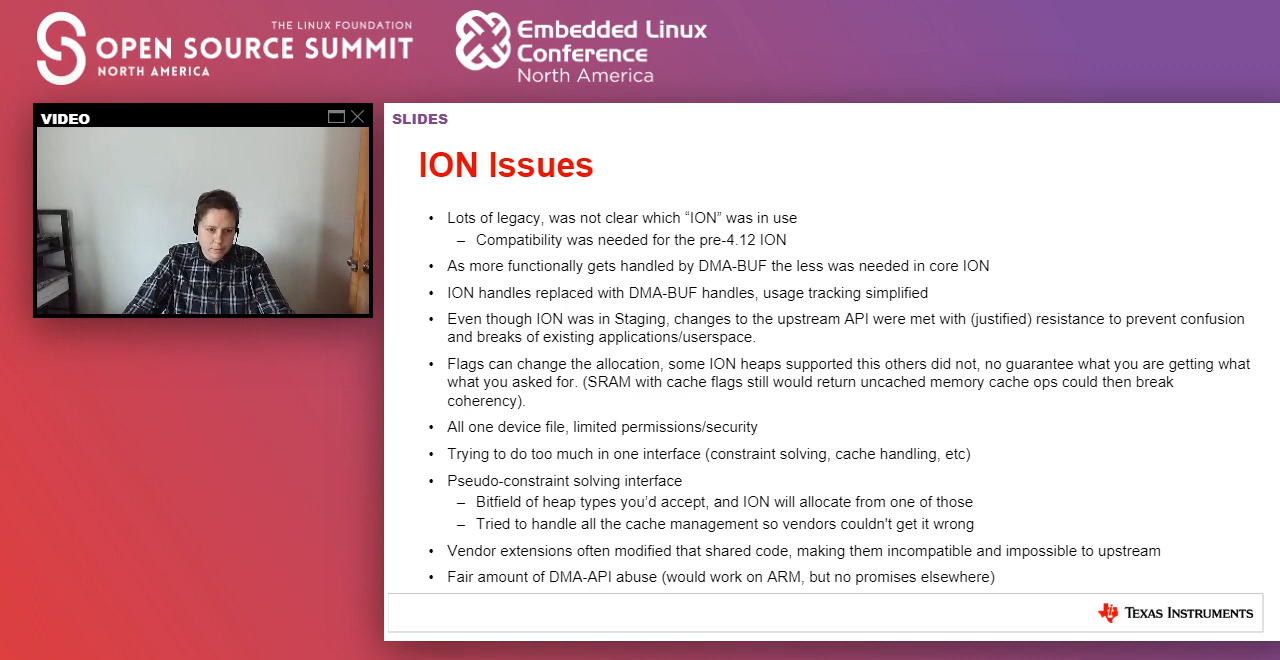 THE LINUX FOUNDATION
OPEN SOURCE SUMMIT
NORTH AMERICA
Embedded Linux
Conference
North America
VIDEO
SLIDES
ION Issues
• Lots of legacy, was not clear which “ION” was in use
– Compatibility was needed for the pre-4.12 ION
• As more functionally gets handled by DMA-BUF the less was needed in core ION
• ION handles replaced with DMA-BUF handles, usage tracking simplified
• Even though ION was in Staging, changes to the upstream API were met with (justified) resistance to prevent confusion
and breaks of existing applications/userspace.
• Flags can change the allocation, some ION heaps supported this others did not, no guarantee what you are getting what
what you asked for. (SRAM with cache flags still would return uncached memory cache ops could then break
coherency).
• All one device file, limited permissions/security
• Trying to do too much in one interface (constraint solving, cache handling, etc)
• Pseudo-constraint solving interface
– Bitfield of heap types you’d accept, and ION will allocate from one of those
– Tried to handle all the cache management so vendors couldn't get it wrong
• Vendor extensions often modified that shared code, making them incompatible and impossible to upstream
• Fair amount of DMA-API abuse (would work on ARM, but no promises elsewhere)
TEXAS INSTRUMENTS